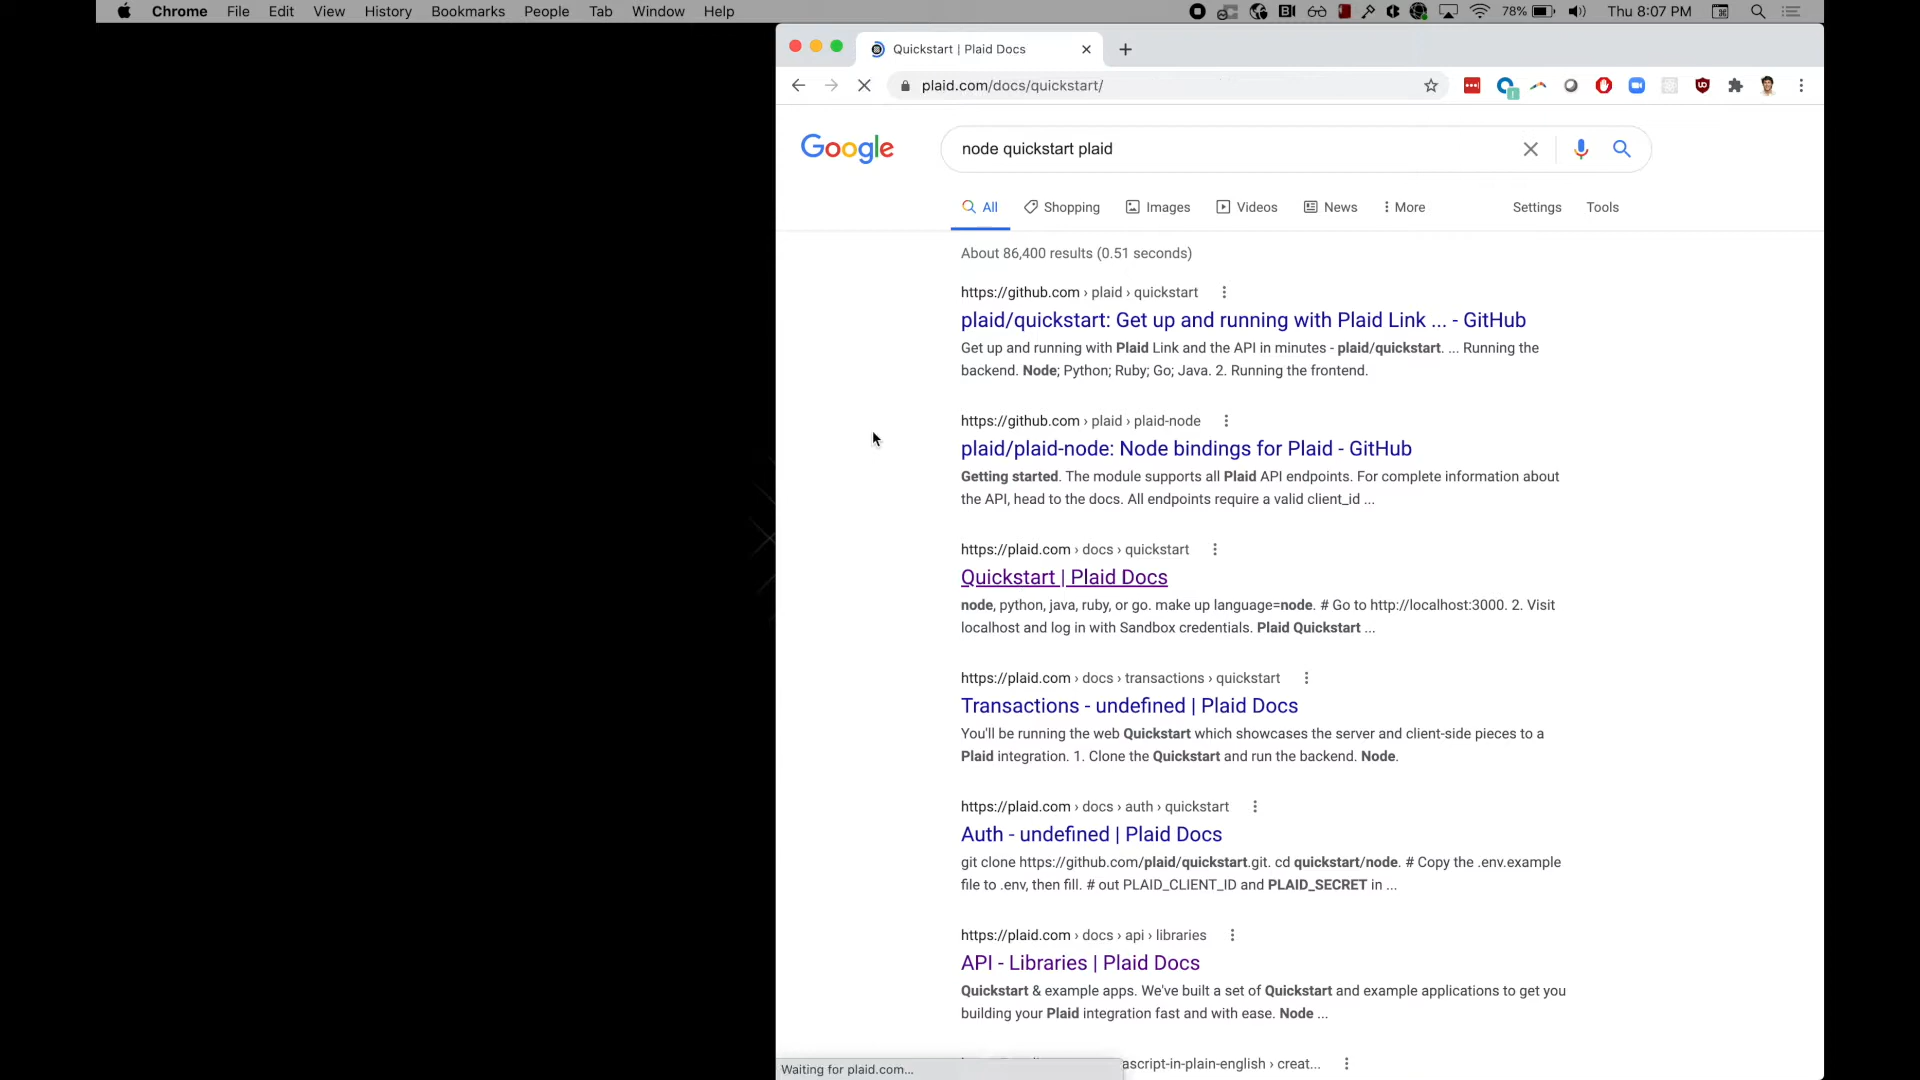 Chrome File Edit View History Bookmarks People Tab Window Help 78% Thu 8:07 PM
Quickstart | Plaid Docs
plaid.com/docs/quickstart/
Google node quickstart plaid
All Shopping Images Videos News More Settings Tools
About 86,400 results (0.51 seconds)
https://github.com › plaid › quickstart
plaid/quickstart: Get up and running with Plaid Link ... - GitHub
Get up and running with Plaid Link and the API in minutes - plaid/quickstart. ... Running the
backend. Node; Python; Ruby; Go; Java. 2. Running the frontend.
https://github.com › plaid › plaid-node
plaid/plaid-node: Node bindings for Plaid - GitHub
Getting started. The module supports all Plaid API endpoints. For complete information about
the API, head to the docs. All endpoints require a valid client_id ...
https://plaid.com › docs › quickstart
Quickstart | Plaid Docs
node, python, java, ruby, or go. make up language=node. # Go to http://localhost:3000. 2. Visit
localhost and log in with Sandbox credentials. Plaid Quickstart ...
https://plaid.com › docs › transactions › quickstart
Transactions - undefined | Plaid Docs
You'll be running the web Quickstart which showcases the server and client-side pieces to a
Plaid integration. 1. Clone the Quickstart and run the backend. Node.
https://plaid.com › docs › auth › quickstart
Auth - undefined | Plaid Docs
git clone https://github.com/plaid/quickstart.git. cd quickstart/node. # Copy the .env.example
file to .env, then fill. # out PLAID_CLIENT_ID and PLAID_SECRET in ...
https://plaid.com › docs › api › libraries
API - Libraries | Plaid Docs
Quickstart & example apps. We've built a set of Quickstart and example applications to get you
building your Plaid integration fast and with ease. Node ...
ascript-in-plain-english › creat...
Waiting for plaid.com...